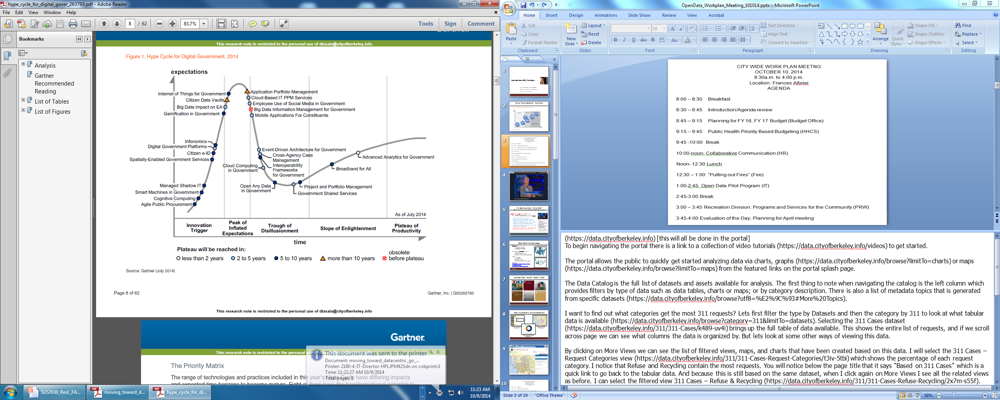 hype_cycle_for_digital_gover_263793.pdf - Adobe Reader
File Edit View Window Help
8 / 62 83.7% Tools Sign Comment
Bookmarks
Analysis
Gartner
Recommended
Reading
List of Tables
List of Figures
This research note is restricted to the personal use of dlasala@cityofberkeley.info
Figure 1. Hype Cycle for Digital Government, 2014
expectations
Internet of Things for Government
Citizen Data Vaults
Big Data Impact on EA
Gamification in Government
Application Portfolio Management
Cloud-Based IT PPM Services
Employee Use of Social Media in Government
Big Data Information Management for Government
Mobile Applications For Constituents
Infonomics
Digital Government Platforms
Citizen e-ID
Spatially-Enabled Government Services
Event-Driven Architecture for Government
Cross-Agency Case
Management
Interoperability
Frameworks
for Government
Cloud Computing
in Government
Advanced Analytics for Government
Broadband for All
Managed Shadow IT
Smart Machines in Government
Cognitive Computing
Agile Public Procurement
Open Any Data
in Government
Project and Portfolio Management
Government Shared Services
As of July 2014
Innovation
Trigger
Peak of
Inflated
Expectations
Trough of
Disillusionment
Slope of Enlightenment
Plateau of
Productivity
time
Plateau will be reached in:
less than 2 years 2 to 5 years 5 to 10 years more than 10 years obsolete
before plateau
Source: Gartner (July 2014)
Page 8 of 62 Gartner, Inc. | G00263793
This research note is restricted to the personal use of dlasala@cityofberkeley.info
Gartner.
This research note is restricted to the personal
The Priority Matrix
The range of technologies and practices included in this year's Hype Cycle have differing impacts
This document was sent to the printer
Document: moving_toward_datacentric_go_...
Printer: 2180-4-IT-Director-HPLJPM425dn on cobprintv1
Time: 11:22:27 AM 10/9/2014
Total pages: 1
SUS7030_Res1_FA... moving_toward_d... hype_cycle_for_di...
11:23 AM
10/9/2014
OpenData_Workplan_Meeting_101014.pptx - Microsoft PowerPoint
Home Insert Design Animations Slide Show Review View Acrobat
Paste
Cut
Copy
Format Painter
Clipboard
New
Slide
Layout
Reset
Delete
Slides
18
Font
Text Direction
Align Text
Convert to SmartArt
Paragraph
Arrange
Quick
Styles
Shape Fill
Shape Outline
Shape Effects
Drawing
Find
Replace
Select
Editing
1
2
3
4
5
6
7
8
9
10
CITY WIDE WORK PLAN MEETNG
OCTOBER 10, 2014
8:30a.m. to 4:00 p.m.
Location: Frances Albrier
AGENDA
8:00 – 8:30 Breakfast
8:30 – 8:45 Introduction/Agenda review
8:45 – 9:15 Planning for FY 16, FY 17 Budget (Budget Office)
9:15 – 9:45 Public Health Priority Based Budgeting (HHCS)
9:45 -10:00 Break
10:00-noon Collaborative Communication (HR)
Noon- 12:30 Lunch
12:30 – 1:00 “Putting out Fires” (Fire)
1:00-2:45 Open Data Pilot Program (IT)
2:45-3:00 Break
3:00 – 3:45 Recreation Division: Programs and Services for the Community (PRW)
3:45-4:00 Evaluation of the Day; Planning for April meeting
(https://data.cityofberkeley.info) [this will all be done in the portal]
To begin navigating the portal there is a link to a collection of video tutorials (https://data.cityofberkeley.info/videos) to get started.
The portal allows the public to quickly get started analyzing data via charts, graphs (https://data.cityofberkeley.info/browse?limitTo=charts) or maps
(https://data.cityofberkeley.info/browse?limitTo=maps) from the featured links on the portal splash page.
The Data Catalog is the full list of datasets and assets available for analysis. The first thing to note when navigating the catalog is the left column which
provides filters by type of data such as data tables, charts or maps; or by category description. There is also a list of metadata topics that is generated
from specific datasets (https://data.cityofberkeley.info/browse?utf8=%E2%9C%93#More%20Topics).
I want to find out what categories get the most 311 requests? Lets first filter the type by Datasets and then the category by 311 to look at what tabular
data is available (https://data.cityofberkeley.info/browse?category=311&limitTo=datasets). Selecting the 311 Cases dataset
(https://data.cityofberkeley.info/311/311-Cases/k489-uv4i) brings up the full table of data available. This shows the entire list of requests, and if we scroll
across page we can see what columns the data is organized by. But lets look at some other ways of viewing this data.
By clicking on More Views we can see the list of filtered views, maps, and charts that have been created based on this data. I will select the 311 Cases –
Request Categories view (https://data.cityofberkeley.info/311/311-Cases-Request-Categories/t3iv-5tbi) which shows the percentage of each request
category. I notice that Refuse and Recycling contain the most requests. You will notice below the page title that it says “Based on 311 Cases” which is a
quick link to go back to the tabular data. And because this is still based on the same dataset, when I click again on More Views I see all the related views
as before. I can select the filtered view 311 Cases – Refuse & Recycling (https://data.cityofberkeley.info/311/311-Cases-Refuse-Recycling/2x7m-s55f).
Slide 3 of 19 "Office Theme" 58%